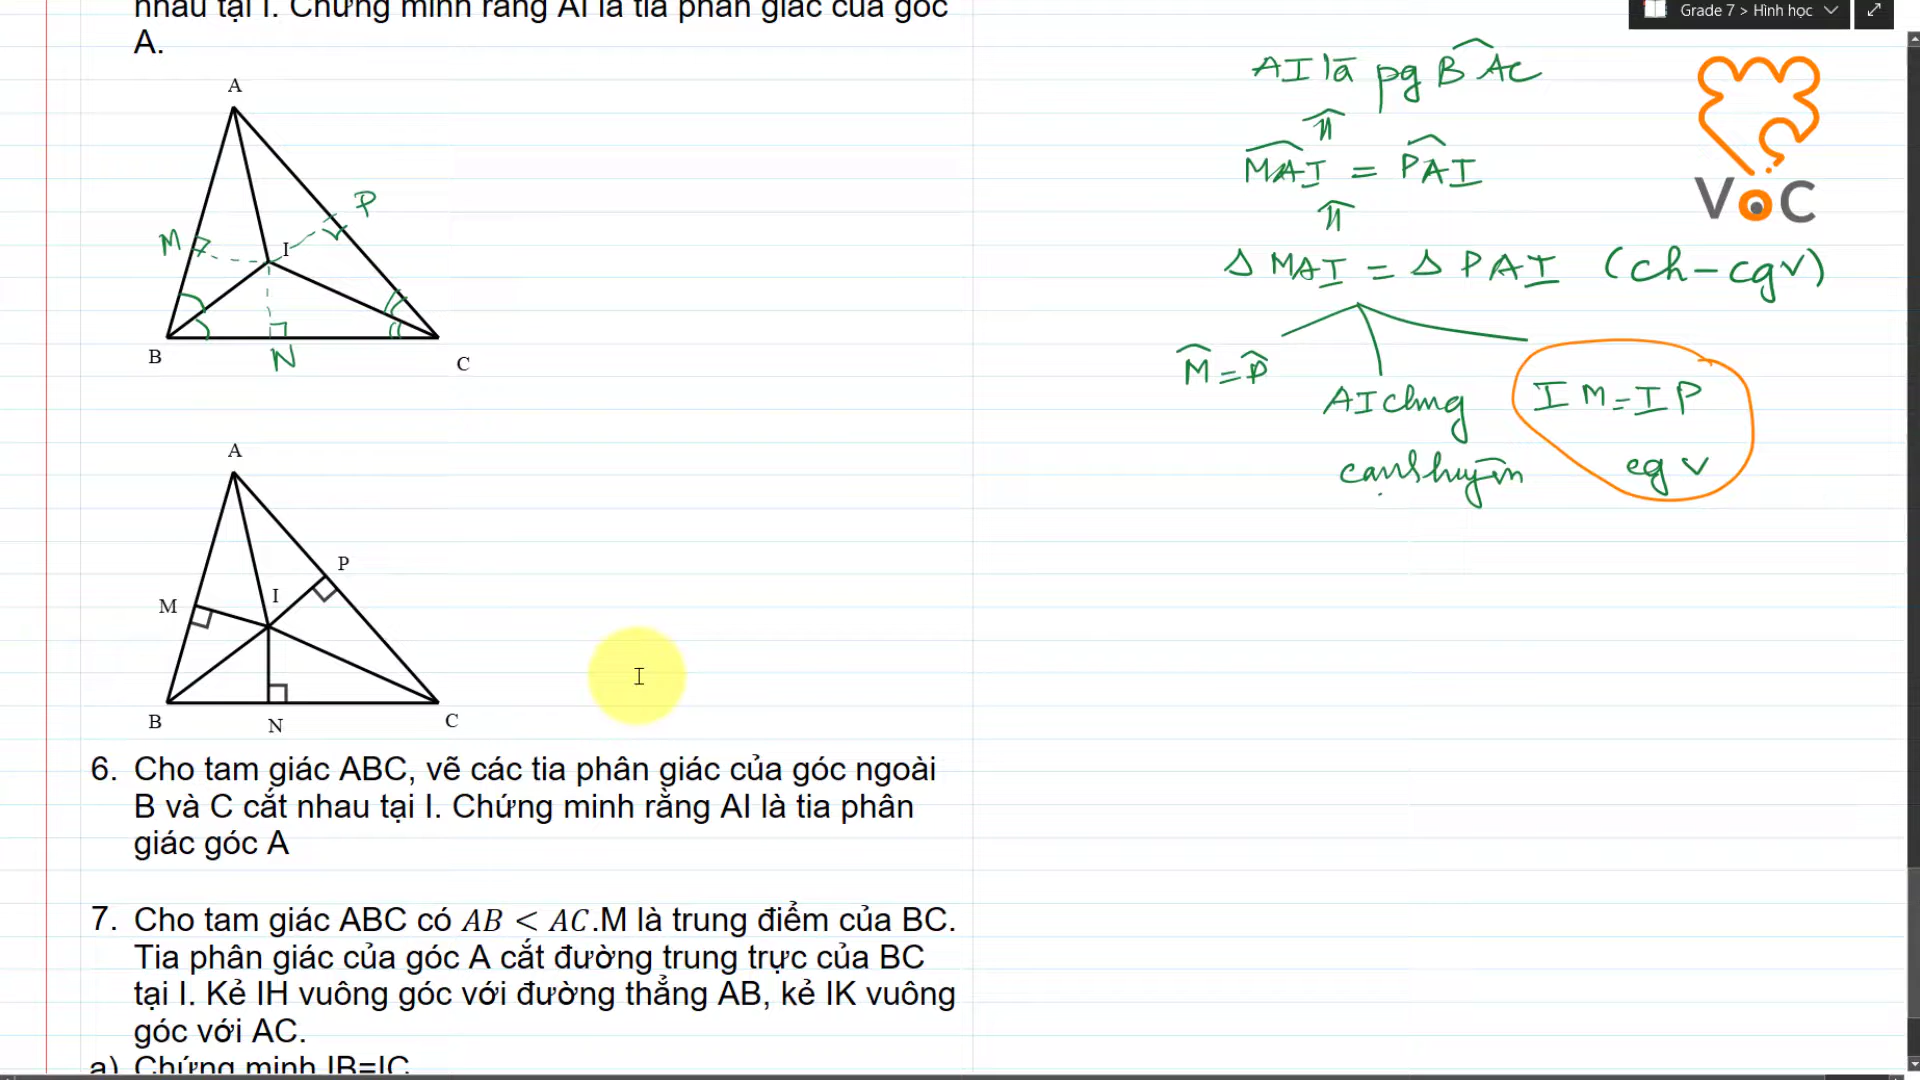 nhau tại I. Chứng minh rằng AI là tia phân giác của góc
A.
A
P
M
I
B
N
C
A
P
M
I
B
N
C
6. Cho tam giác ABC, vẽ các tia phân giác của góc ngoài
B và C cắt nhau tại I. Chứng minh rằng AI là tia phân
giác góc A
7. Cho tam giác ABC có AB < AC.M là trung điểm của BC.
Tia phân giác của góc A cắt đường trung trực của BC
tại I. Kẻ IH vuông góc với đường thẳng AB, kẻ IK vuông
góc với AC.
a) Chứng minh IB=IC
Grade 7 > Hình học
VOC
AI là pg BAC
MAI = PAI
Δ MAI = Δ PAI (ch - cgv)
M = P
AI chung
cạnh huyền
IM = IP
cgv